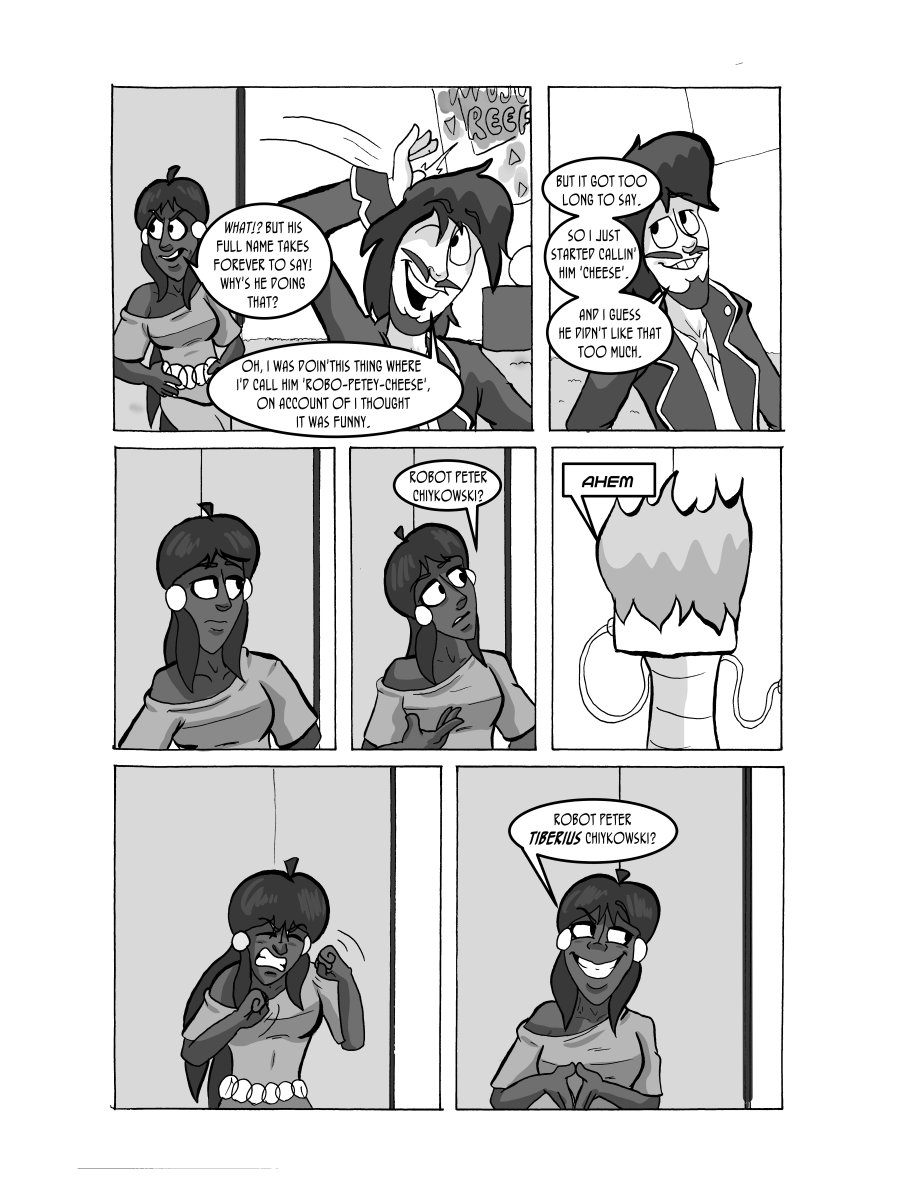 REEF
WHAT!? BUT HIS
FULL NAME TAKES
FOREVER TO SAY!
WHY'S HE DOING
THAT?
OH, I WAS DOIN'THIS THING WHERE
I'D CALL HIM 'ROBO-PETEY-CHEESE',
ON ACCOUNT OF I THOUGHT
IT WAS FUNNY.
BUT IT GOT TOO
LONG TO SAY.
SO I JUST
STARTED CALLIN'
HIM 'CHEESE'.
AND I GUESS
HE DIDN'T LIKE THAT
TOO MUCH.
ROBOT PETER
CHIYKOWSKI?
AHEM
ROBOT PETER
TIBERIUS CHIYKOWSKI?